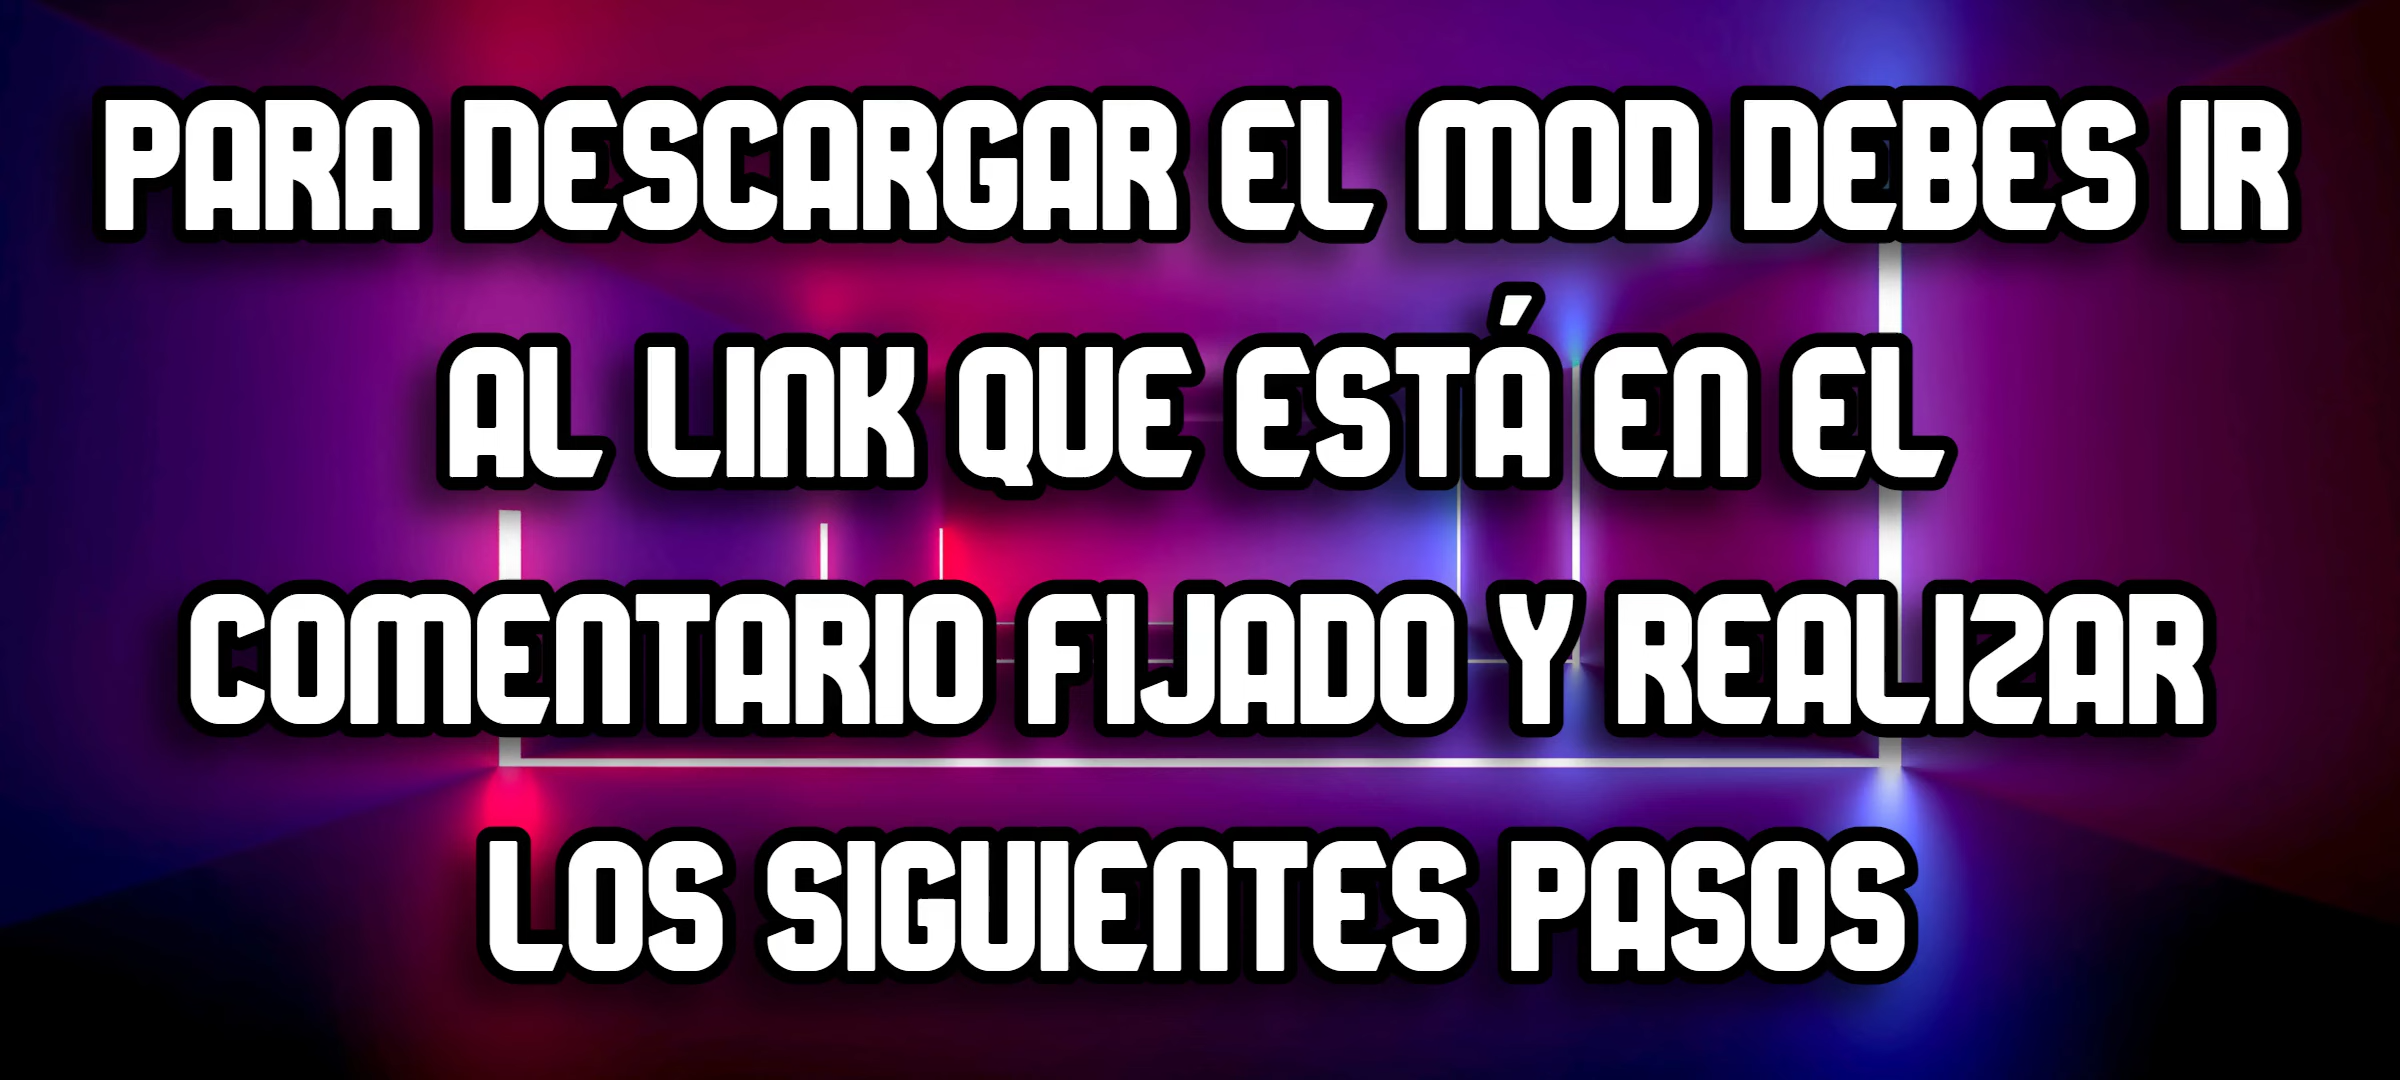 PARA DESCARGAR EL MOD DEBES IR
AL LINK QUE ESTÁ EN EL
COMENTARIO FIJADO Y REALIZAR
LOS SIGUIENTES PASOS